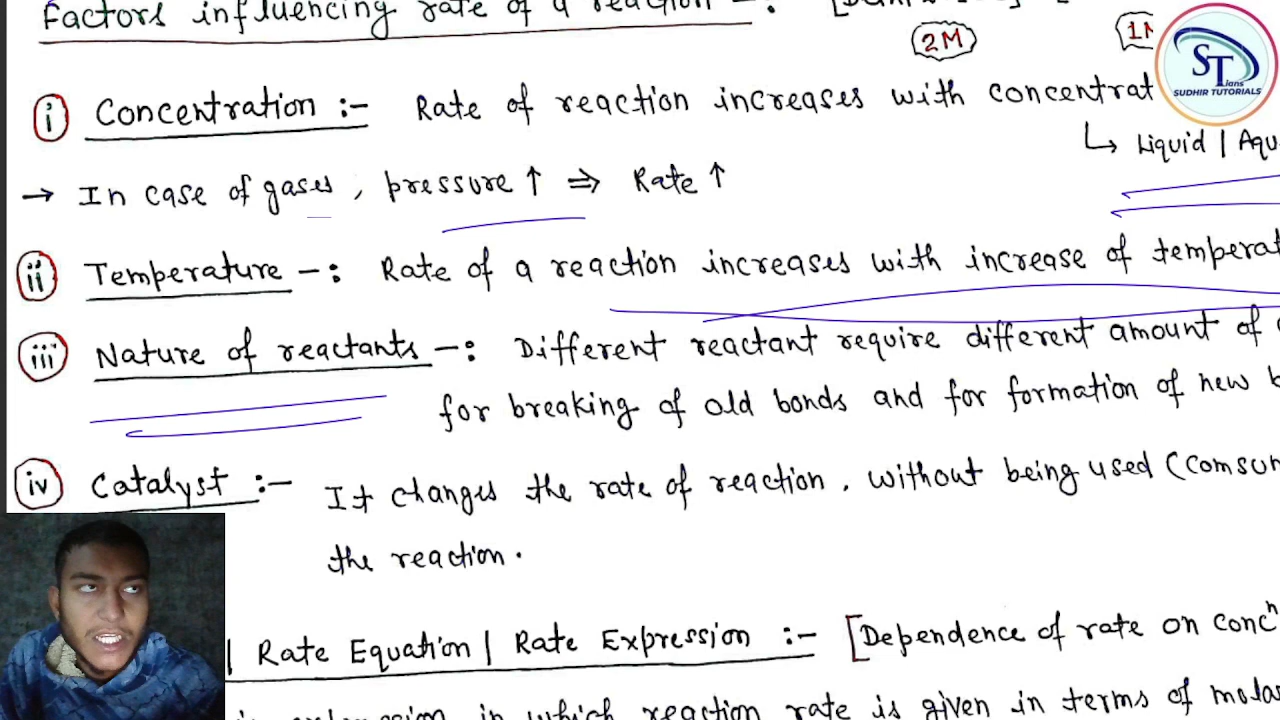 Factors influencing rate of a reaction -:
2M
1M
ST
ians
SUDHIR TUTORIALS
i Concentration :- Rate of reaction increases with concentrat
↳ Liquid / Aqu
→ In case of gases, pressure ↑ ⇒ Rate ↑
ii Temperature -: Rate of a reaction increases with increase of temperat
iii Nature of reactants -: Different reactant require different amount of
for breaking of old bonds and for formation of new b
iv Catalyst :- It changes the rate of reaction, without being used (comsum
the reaction.
| Rate Equation | Rate Expression :- [Dependence of rate on concⁿ
in which reaction rate is given in terms of molar